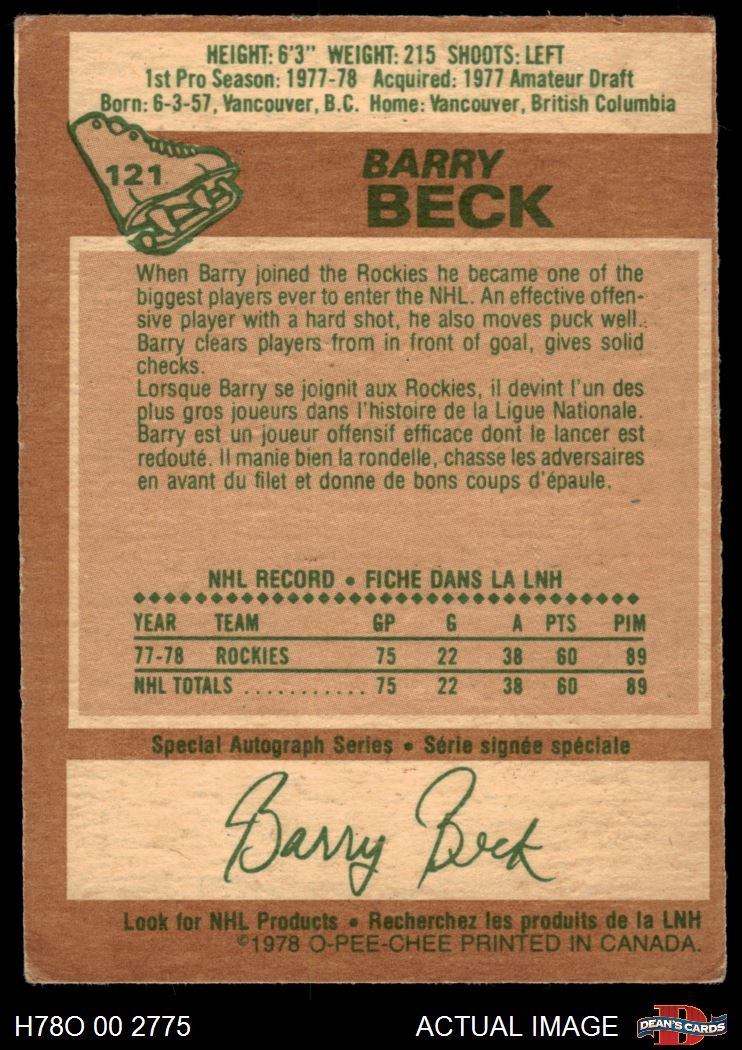 HEIGHT: 6'3" WEIGHT: 215 SHOOTS: LEFT
1st Pro Season: 1977-78 Acquired: 1977 Amateur Draft
Born: 6-3-57, Vancouver, B.C. Home: Vancouver, British Columbia
121
BARRY
BECK
When Barry joined the Rockies he became one of the
biggest players ever to enter the NHL. An effective offen-
sive player with a hard shot, he also moves puck well.
Barry clears players from in front of goal, gives solid
checks.
Lorsque Barry se joignit aux Rockies, il devint l'un des
plus gros joueurs dans l'histoire de la Ligue Nationale.
Barry est un joueur offensif efficace dont le lancer est
redouté. Il manie bien la rondelle, chasse les adversaires
en avant du filet et donne de bons coups d'épaule.
NHL RECORD • FICHE DANS LA LNH
YEAR TEAM GP G A PTS PIM
77-78 ROCKIES 75 22 38 60 89
NHL TOTALS ........... 75 22 38 60 89
Special Autograph Series • Série signée spéciale
Barry Beck
Look for NHL Products • Recherchez les produits de la LNH
©1978 O-PEE-CHEE PRINTED IN CANADA.
H78O 00 2775 ACTUAL IMAGE D DEAN'S CARDS